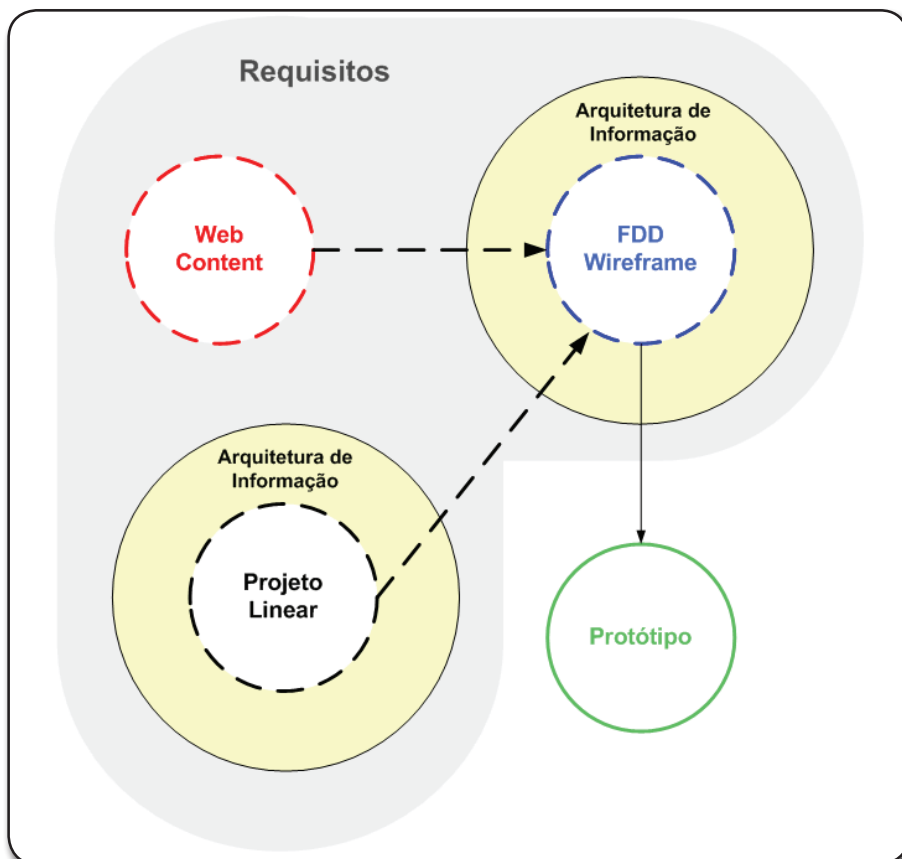 Requisitos
Arquitetura de
Informação
Web
Content
FDD
Wireframe
Arquitetura de
Informação
Projeto
Linear
Protótipo